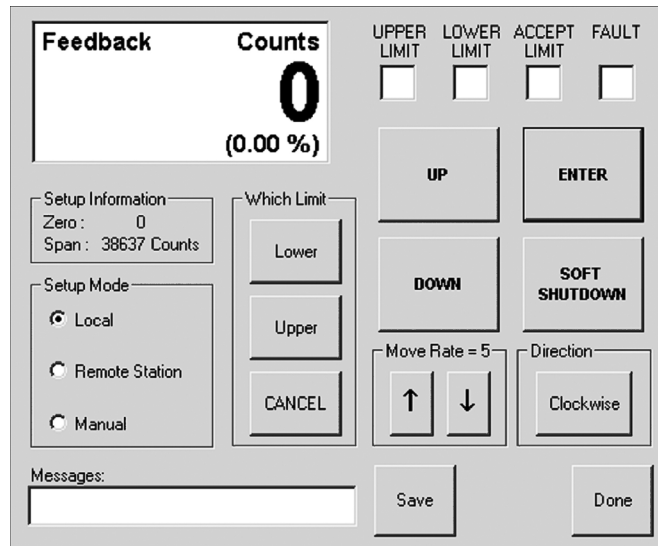 Feedback Counts
0
(0.00 %)
UPPER LIMIT
LOWER LIMIT
ACCEPT LIMIT
FAULT
UP
ENTER
DOWN
SOFT SHUTDOWN
Setup Information
Zero : 0
Span : 38637 Counts
Setup Mode
Local
Remote Station
Manual
Which Limit
Lower
Upper
CANCEL
Move Rate = 5
↑ ↓
Direction
Clockwise
Messages:
Save
Done